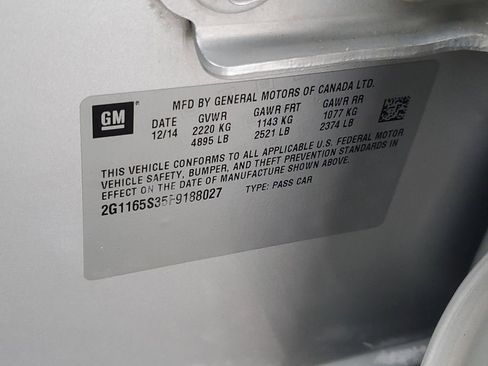 GM
MFD BY GENERAL MOTORS OF CANADA LTD.
DATE GVWR GAWR FRT GAWR RR
12/14 2220 KG 1143 KG 1077 KG
4895 LB 2521 LB 2374 LB
THIS VEHICLE CONFORMS TO ALL APPLICABLE U.S. FEDERAL MOTOR
VEHICLE SAFETY, BUMPER, AND THEFT PREVENTION STANDARDS IN
EFFECT ON THE DATE OF MANUFACTURE SHOWN ABOVE.
TYPE: PASS CAR